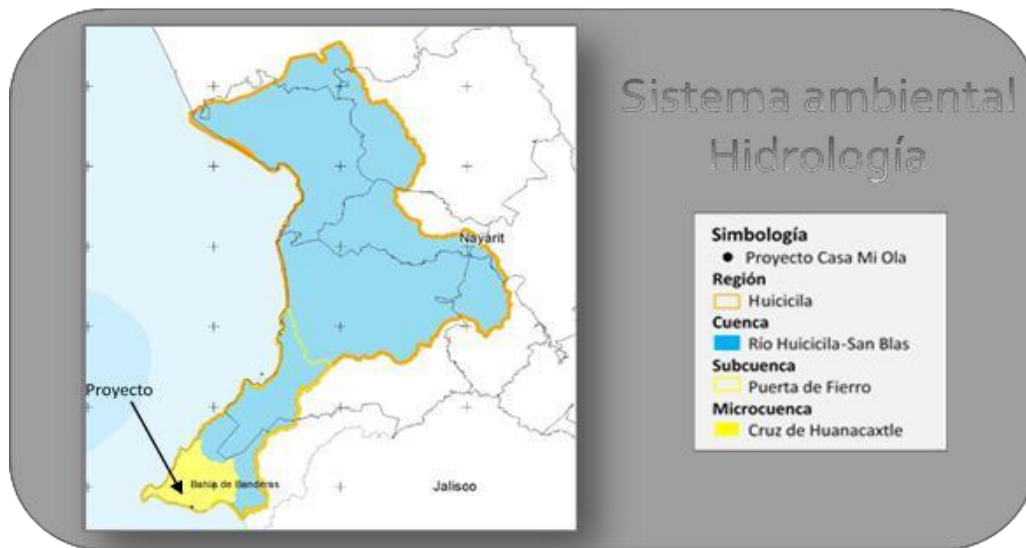 Sistema ambiental
Hidrología
Nayarit
Proyecto
Bahía de Banderas
Jalisco
Simbología
Proyecto Casa Mi Ola
Región
Huicicila
Cuenca
Río Huicicila-San Blas
Subcuenca
Puerta de Fierro
Microcuenca
Cruz de Huanacaxtle